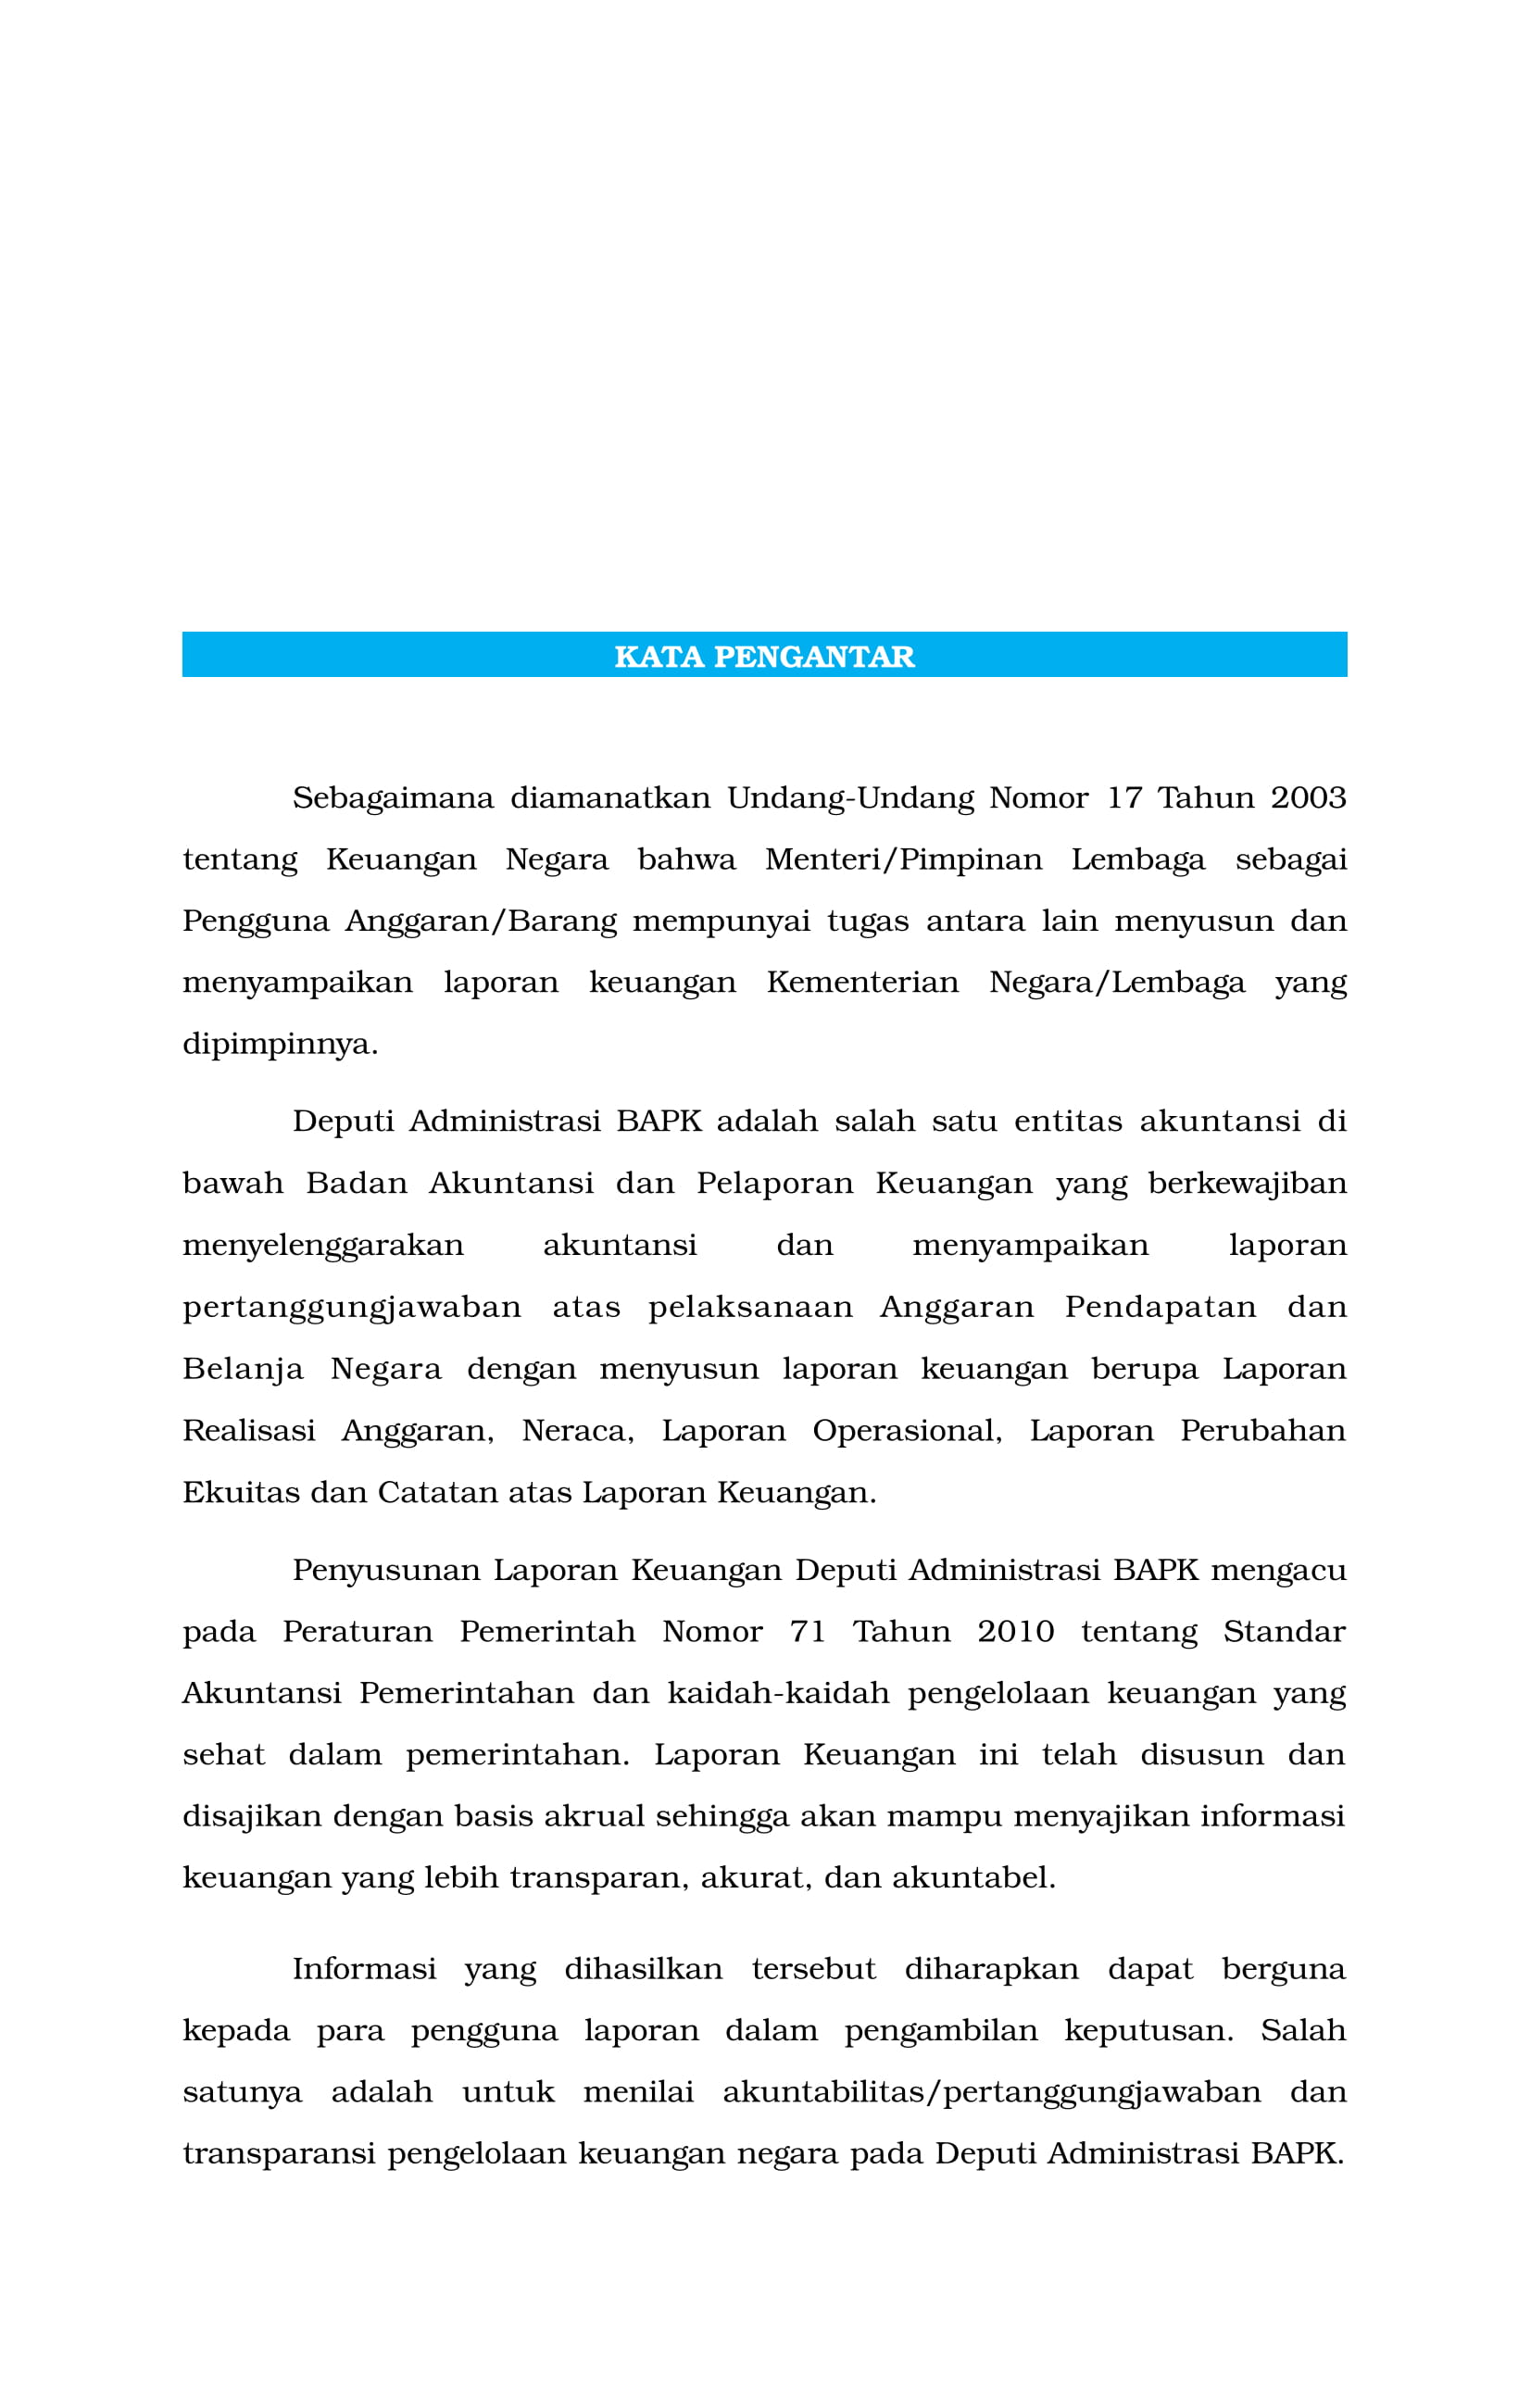 KATA PENGANTAR
Sebagaimana diamanatkan Undang-Undang Nomor 17 Tahun 2003
tentang Keuangan Negara bahwa Menteri/Pimpinan Lembaga sebagai
Pengguna Anggaran/Barang mempunyai tugas antara lain menyusun dan
menyampaikan laporan keuangan Kementerian Negara/Lembaga yang
dipimpinnya.
Deputi Administrasi BAPK adalah salah satu entitas akuntansi di
bawah Badan Akuntansi dan Pelaporan Keuangan yang berkewajiban
menyelenggarakan akuntansi dan menyampaikan laporan
pertanggungjawaban atas pelaksanaan Anggaran Pendapatan dan
Belanja Negara dengan menyusun laporan keuangan berupa Laporan
Realisasi Anggaran, Neraca, Laporan Operasional, Laporan Perubahan
Ekuitas dan Catatan atas Laporan Keuangan.
Penyusunan Laporan Keuangan Deputi Administrasi BAPK mengacu
pada Peraturan Pemerintah Nomor 71 Tahun 2010 tentang Standar
Akuntansi Pemerintahan dan kaidah-kaidah pengelolaan keuangan yang
sehat dalam pemerintahan. Laporan Keuangan ini telah disusun dan
disajikan dengan basis akrual sehingga akan mampu menyajikan informasi
keuangan yang lebih transparan, akurat, dan akuntabel.
Informasi yang dihasilkan tersebut diharapkan dapat berguna
kepada para pengguna laporan dalam pengambilan keputusan. Salah
satunya adalah untuk menilai akuntabilitas/pertanggungjawaban dan
transparansi pengelolaan keuangan negara pada Deputi Administrasi BAPK.